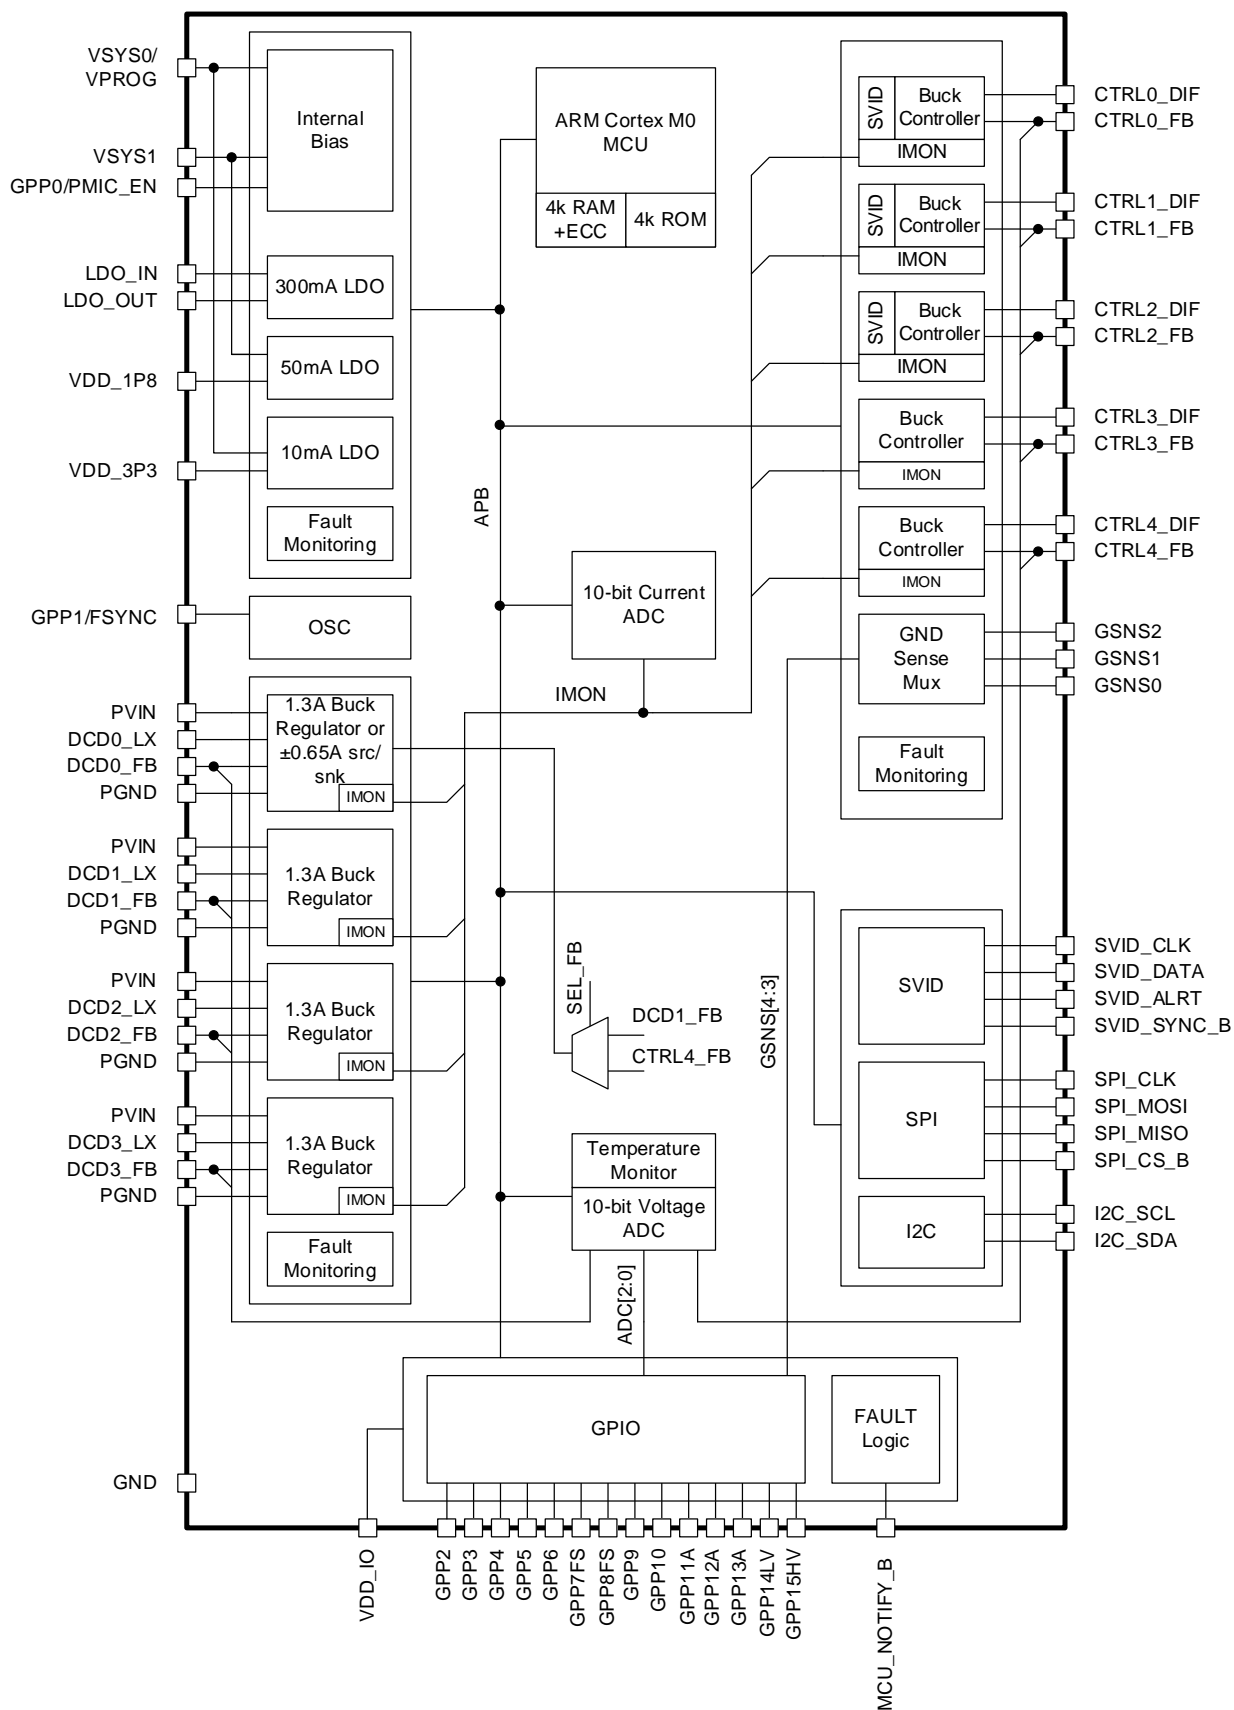 VSYS0/
VPROG
VSYS1
GPP0/PMIC_EN
LDO_IN
LDO_OUT
VDD_1P8
VDD_3P3
GPP1/FSYNC
PVIN
DCD0_LX
DCD0_FB
PGND
PVIN
DCD1_LX
DCD1_FB
PGND
PVIN
DCD2_LX
DCD2_FB
PGND
PVIN
DCD3_LX
DCD3_FB
PGND
GND
Internal
Bias
300mA LDO
50mA LDO
10mA LDO
Fault
Monitoring
OSC
1.3A Buck
Regulator or
±0.65A src/
snk
IMON
1.3A Buck
Regulator
IMON
1.3A Buck
Regulator
IMON
1.3A Buck
Regulator
IMON
Fault
Monitoring
ARM Cortex M0
MCU
4k RAM
+ECC
4k ROM
APB
10-bit Current
ADC
IMON
SEL_FB
DCD1_FB
CTRL4_FB
GSNS[4:3]
Temperature
Monitor
10-bit Voltage
ADC
ADC[2:0]
GPIO
FAULT
Logic
SVID
Buck
Controller
IMON
SVID
Buck
Controller
IMON
SVID
Buck
Controller
IMON
Buck
Controller
IMON
Buck
Controller
IMON
GND
Sense
Mux
Fault
Monitoring
SVID
SPI
I2C
CTRL0_DIF
CTRL0_FB
CTRL1_DIF
CTRL1_FB
CTRL2_DIF
CTRL2_FB
CTRL3_DIF
CTRL3_FB
CTRL4_DIF
CTRL4_FB
GSNS2
GSNS1
GSNS0
SVID_CLK
SVID_DATA
SVID_ALRT
SVID_SYNC_B
SPI_CLK
SPI_MOSI
SPI_MISO
SPI_CS_B
I2C_SCL
I2C_SDA
VDD_IO
GPP2
GPP3
GPP4
GPP5
GPP6
GPP7FS
GPP8FS
GPP9
GPP10
GPP11A
GPP12A
GPP13A
GPP14LV
GPP15HV
MCU_NOTIFY_B